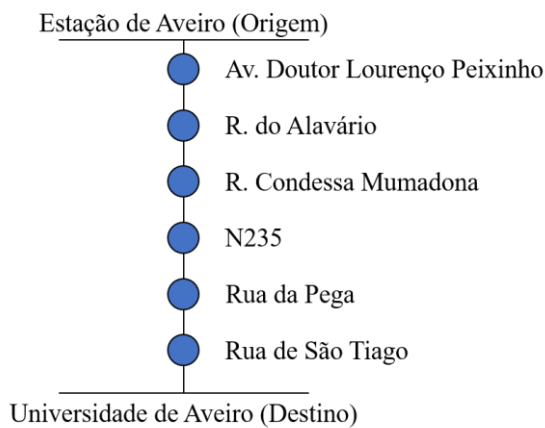 Estação de Aveiro (Origem)
Av. Doutor Lourenço Peixinho
R. do Alavário
R. Condessa Mumadona
N235
Rua da Pega
Rua de São Tiago
Universidade de Aveiro (Destino)